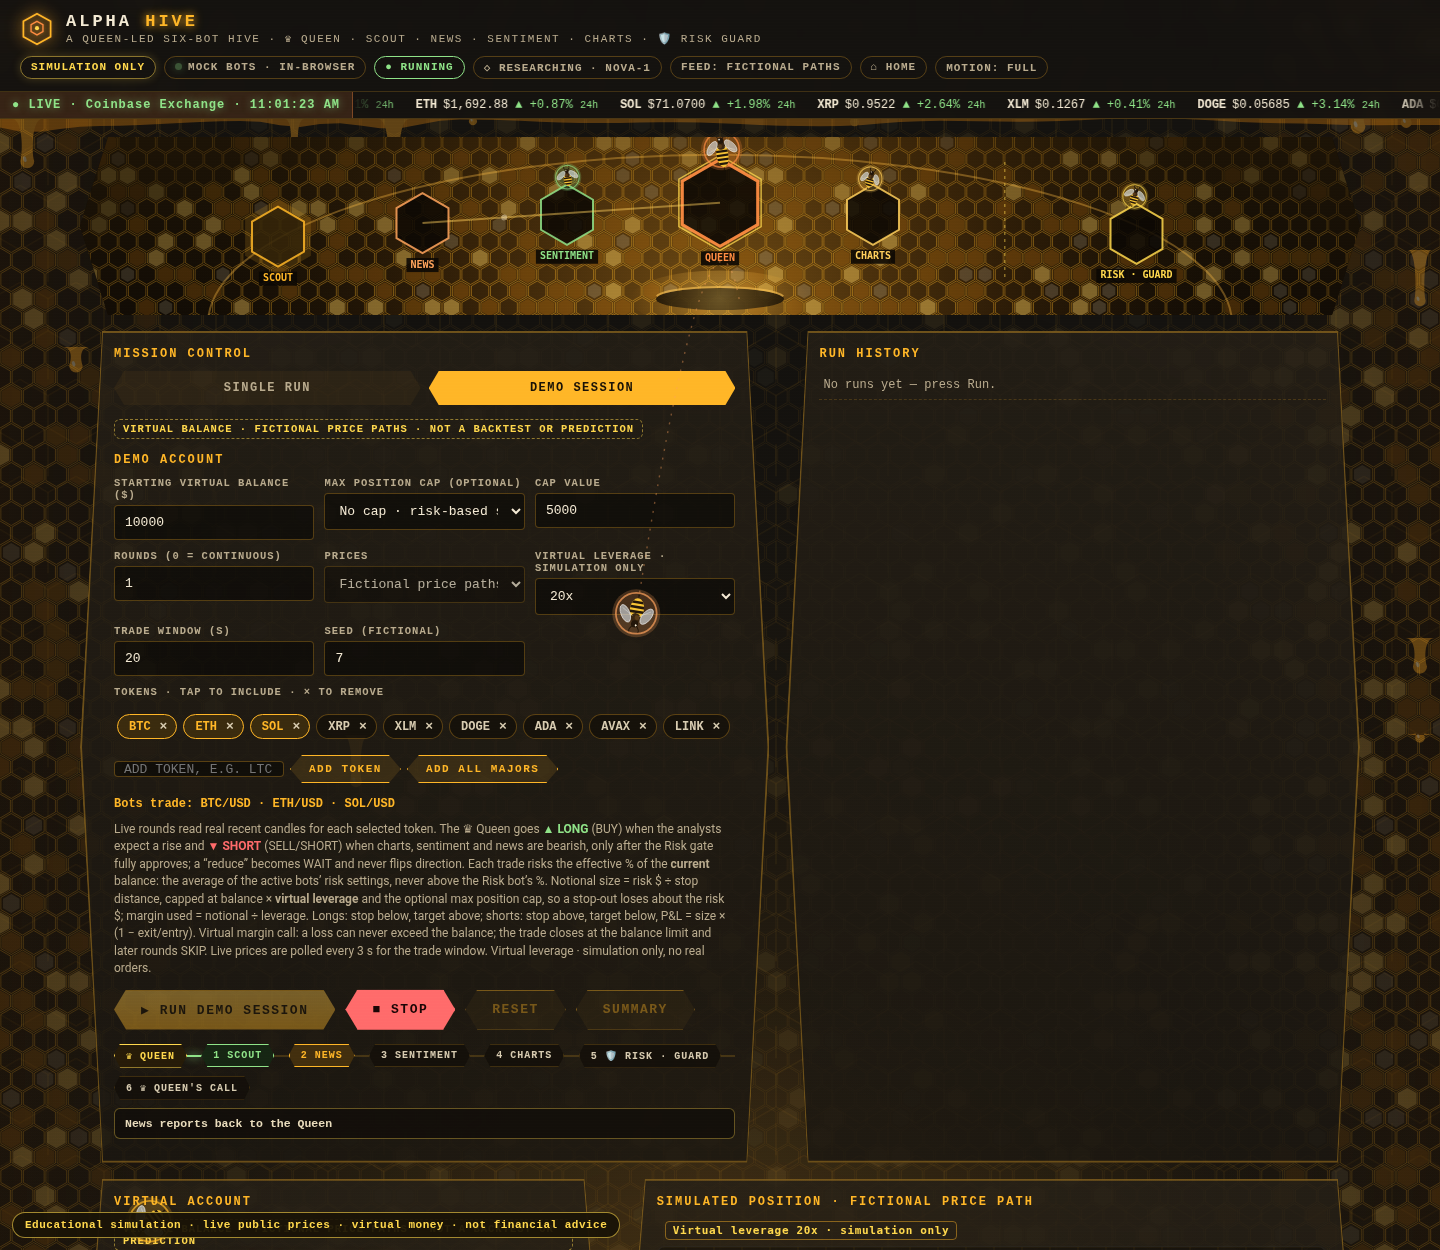 ALPHA HIVE
A QUEEN-LED SIX-BOT HIVE · ♛ QUEEN · SCOUT · NEWS · SENTIMENT · CHARTS · 🛡️ RISK GUARD
SIMULATION ONLY
MOCK BOTS · IN-BROWSER
● RUNNING
◇ RESEARCHING · NOVA-1
FEED: FICTIONAL PATHS
⌂ HOME
MOTION: FULL
● LIVE · Coinbase Exchange · 11:01:23 AM
% 24h ETH $1,692.88 ▲ +0.87% 24h SOL $71.0700 ▲ +1.98% 24h XRP $0.9522 ▲ +2.64% 24h XLM $0.1267 ▲ +0.41% 24h DOGE $0.05685 ▲ +3.14% 24h ADA $
SCOUT
NEWS
SENTIMENT
QUEEN
CHARTS
RISK · GUARD
MISSION CONTROL
SINGLE RUN
DEMO SESSION
VIRTUAL BALANCE · FICTIONAL PRICE PATHS · NOT A BACKTEST OR PREDICTION
DEMO ACCOUNT
STARTING VIRTUAL BALANCE
($)
10000
MAX POSITION CAP (OPTIONAL)
No cap · risk-based s
CAP VALUE
5000
ROUNDS (0 = CONTINUOUS)
1
PRICES
Fictional price paths
VIRTUAL LEVERAGE ·
SIMULATION ONLY
20x
TRADE WINDOW (S)
20
SEED (FICTIONAL)
7
TOKENS · TAP TO INCLUDE · × TO REMOVE
BTC × ETH × SOL × XRP × XLM × DOGE × ADA × AVAX × LINK ×
ADD TOKEN, E.G. LTC
ADD TOKEN
ADD ALL MAJORS
Bots trade: BTC/USD · ETH/USD · SOL/USD
Live rounds read real recent candles for each selected token. The ♛ Queen goes ▲ LONG (BUY) when the analysts
expect a rise and ▼ SHORT (SELL/SHORT) when charts, sentiment and news are bearish, only after the Risk gate
fully approves; a “reduce” becomes WAIT and never flips direction. Each trade risks the effective % of the current
balance: the average of the active bots’ risk settings, never above the Risk bot’s %. Notional size = risk $ ÷ stop
distance, capped at balance × virtual leverage and the optional max position cap, so a stop-out loses about the risk
$; margin used = notional ÷ leverage. Longs: stop below, target above; shorts: stop above, target below, P&L = size ×
(1 − exit/entry). Virtual margin call: a loss can never exceed the balance; the trade closes at the balance limit and
later rounds SKIP. Live prices are polled every 3 s for the trade window. Virtual leverage · simulation only, no real
orders.
▶ RUN DEMO SESSION
■ STOP
RESET
SUMMARY
♛ QUEEN
1 SCOUT
2 NEWS
3 SENTIMENT
4 CHARTS
5 🛡️ RISK · GUARD
6 ♛ QUEEN'S CALL
News reports back to the Queen
RUN HISTORY
No runs yet — press Run.
VIRTUAL ACCOUNT
PREDICTION
SIMULATED POSITION · FICTIONAL PRICE PATH
Virtual leverage 20x · simulation only
Educational simulation · live public prices · virtual money · not financial advice